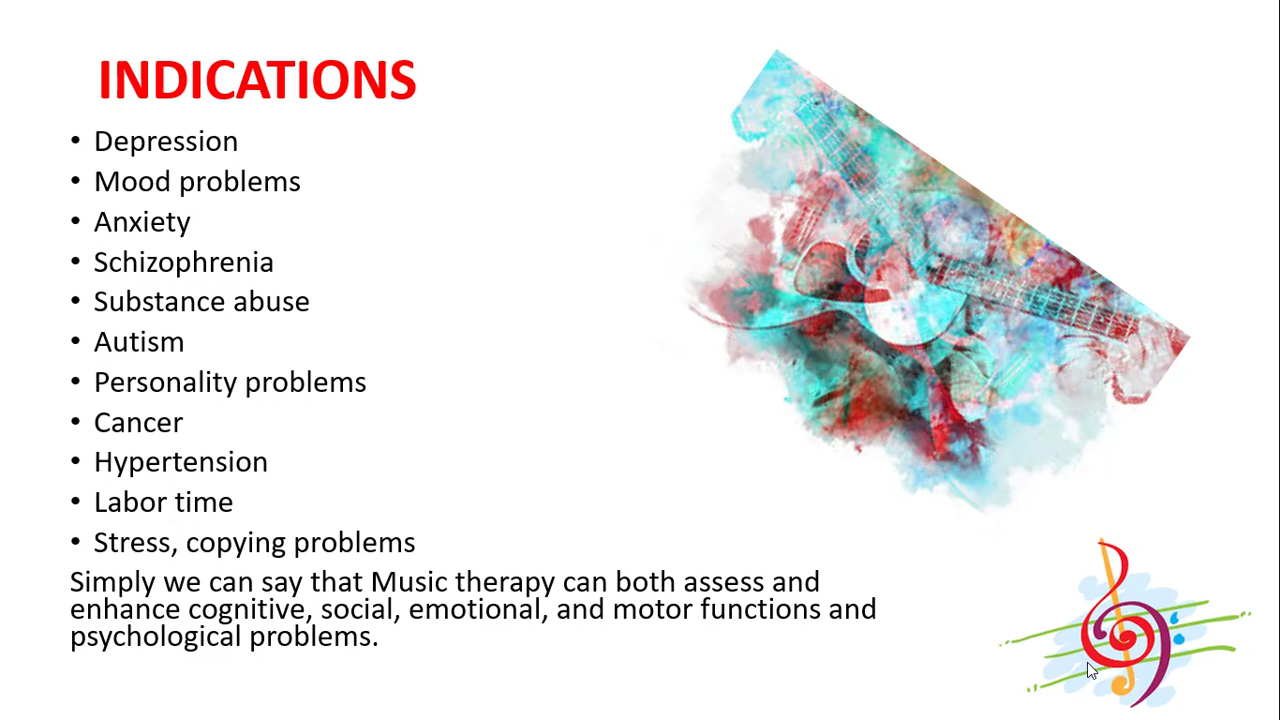 INDICATIONS
• Depression
• Mood problems
• Anxiety
• Schizophrenia
• Substance abuse
• Autism
• Personality problems
• Cancer
• Hypertension
• Labor time
• Stress, copying problems
Simply we can say that Music therapy can both assess and
enhance cognitive, social, emotional, and motor functions and
psychological problems.